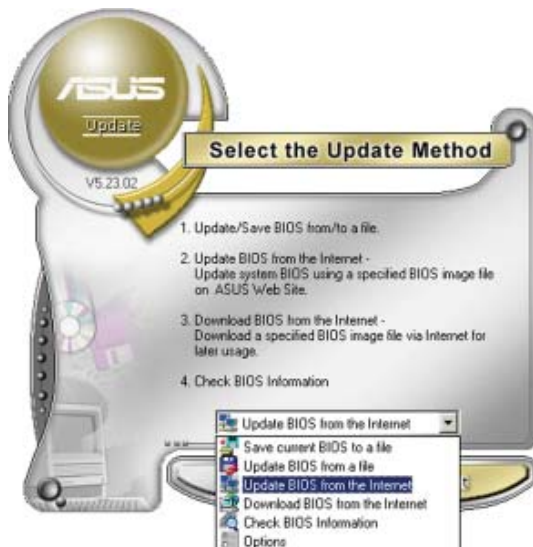 ASUS
Update
V5.23.02
Select the Update Method
1. Update/Save BIOS from/to a file.
2. Update BIOS from the Internet -
Update system BIOS using a specified BIOS image file
on ASUS Web Site.
3. Download BIOS from the Internet -
Download a specified BIOS image file via Internet for
later usage.
4. Check BIOS Information
Update BIOS from the Internet
Save current BIOS to a file
Update BIOS from a file
Update BIOS from the Internet
Download BIOS from the Internet
Check BIOS Information
Options